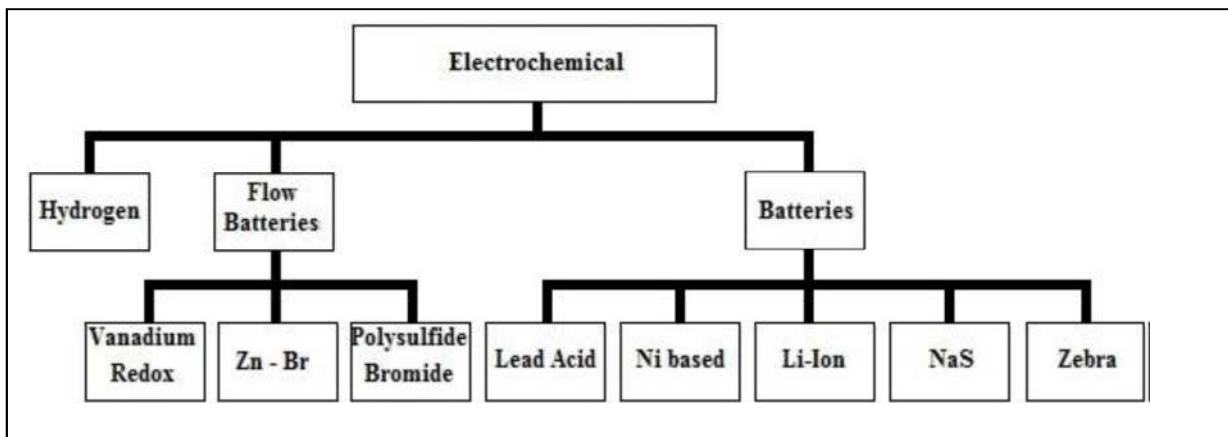 Electrochemical
Hydrogen
Flow
Batteries
Batteries
Vanadium
Redox
Zn - Br
Polysulfide
Bromide
Lead Acid
Ni based
Li-Ion
NaS
Zebra